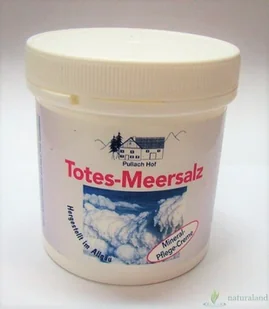 Pullach Hof
Totes-Meersalz
Hergestellt im Allgäu
Mineral-
Pflege-Creme
naturaland